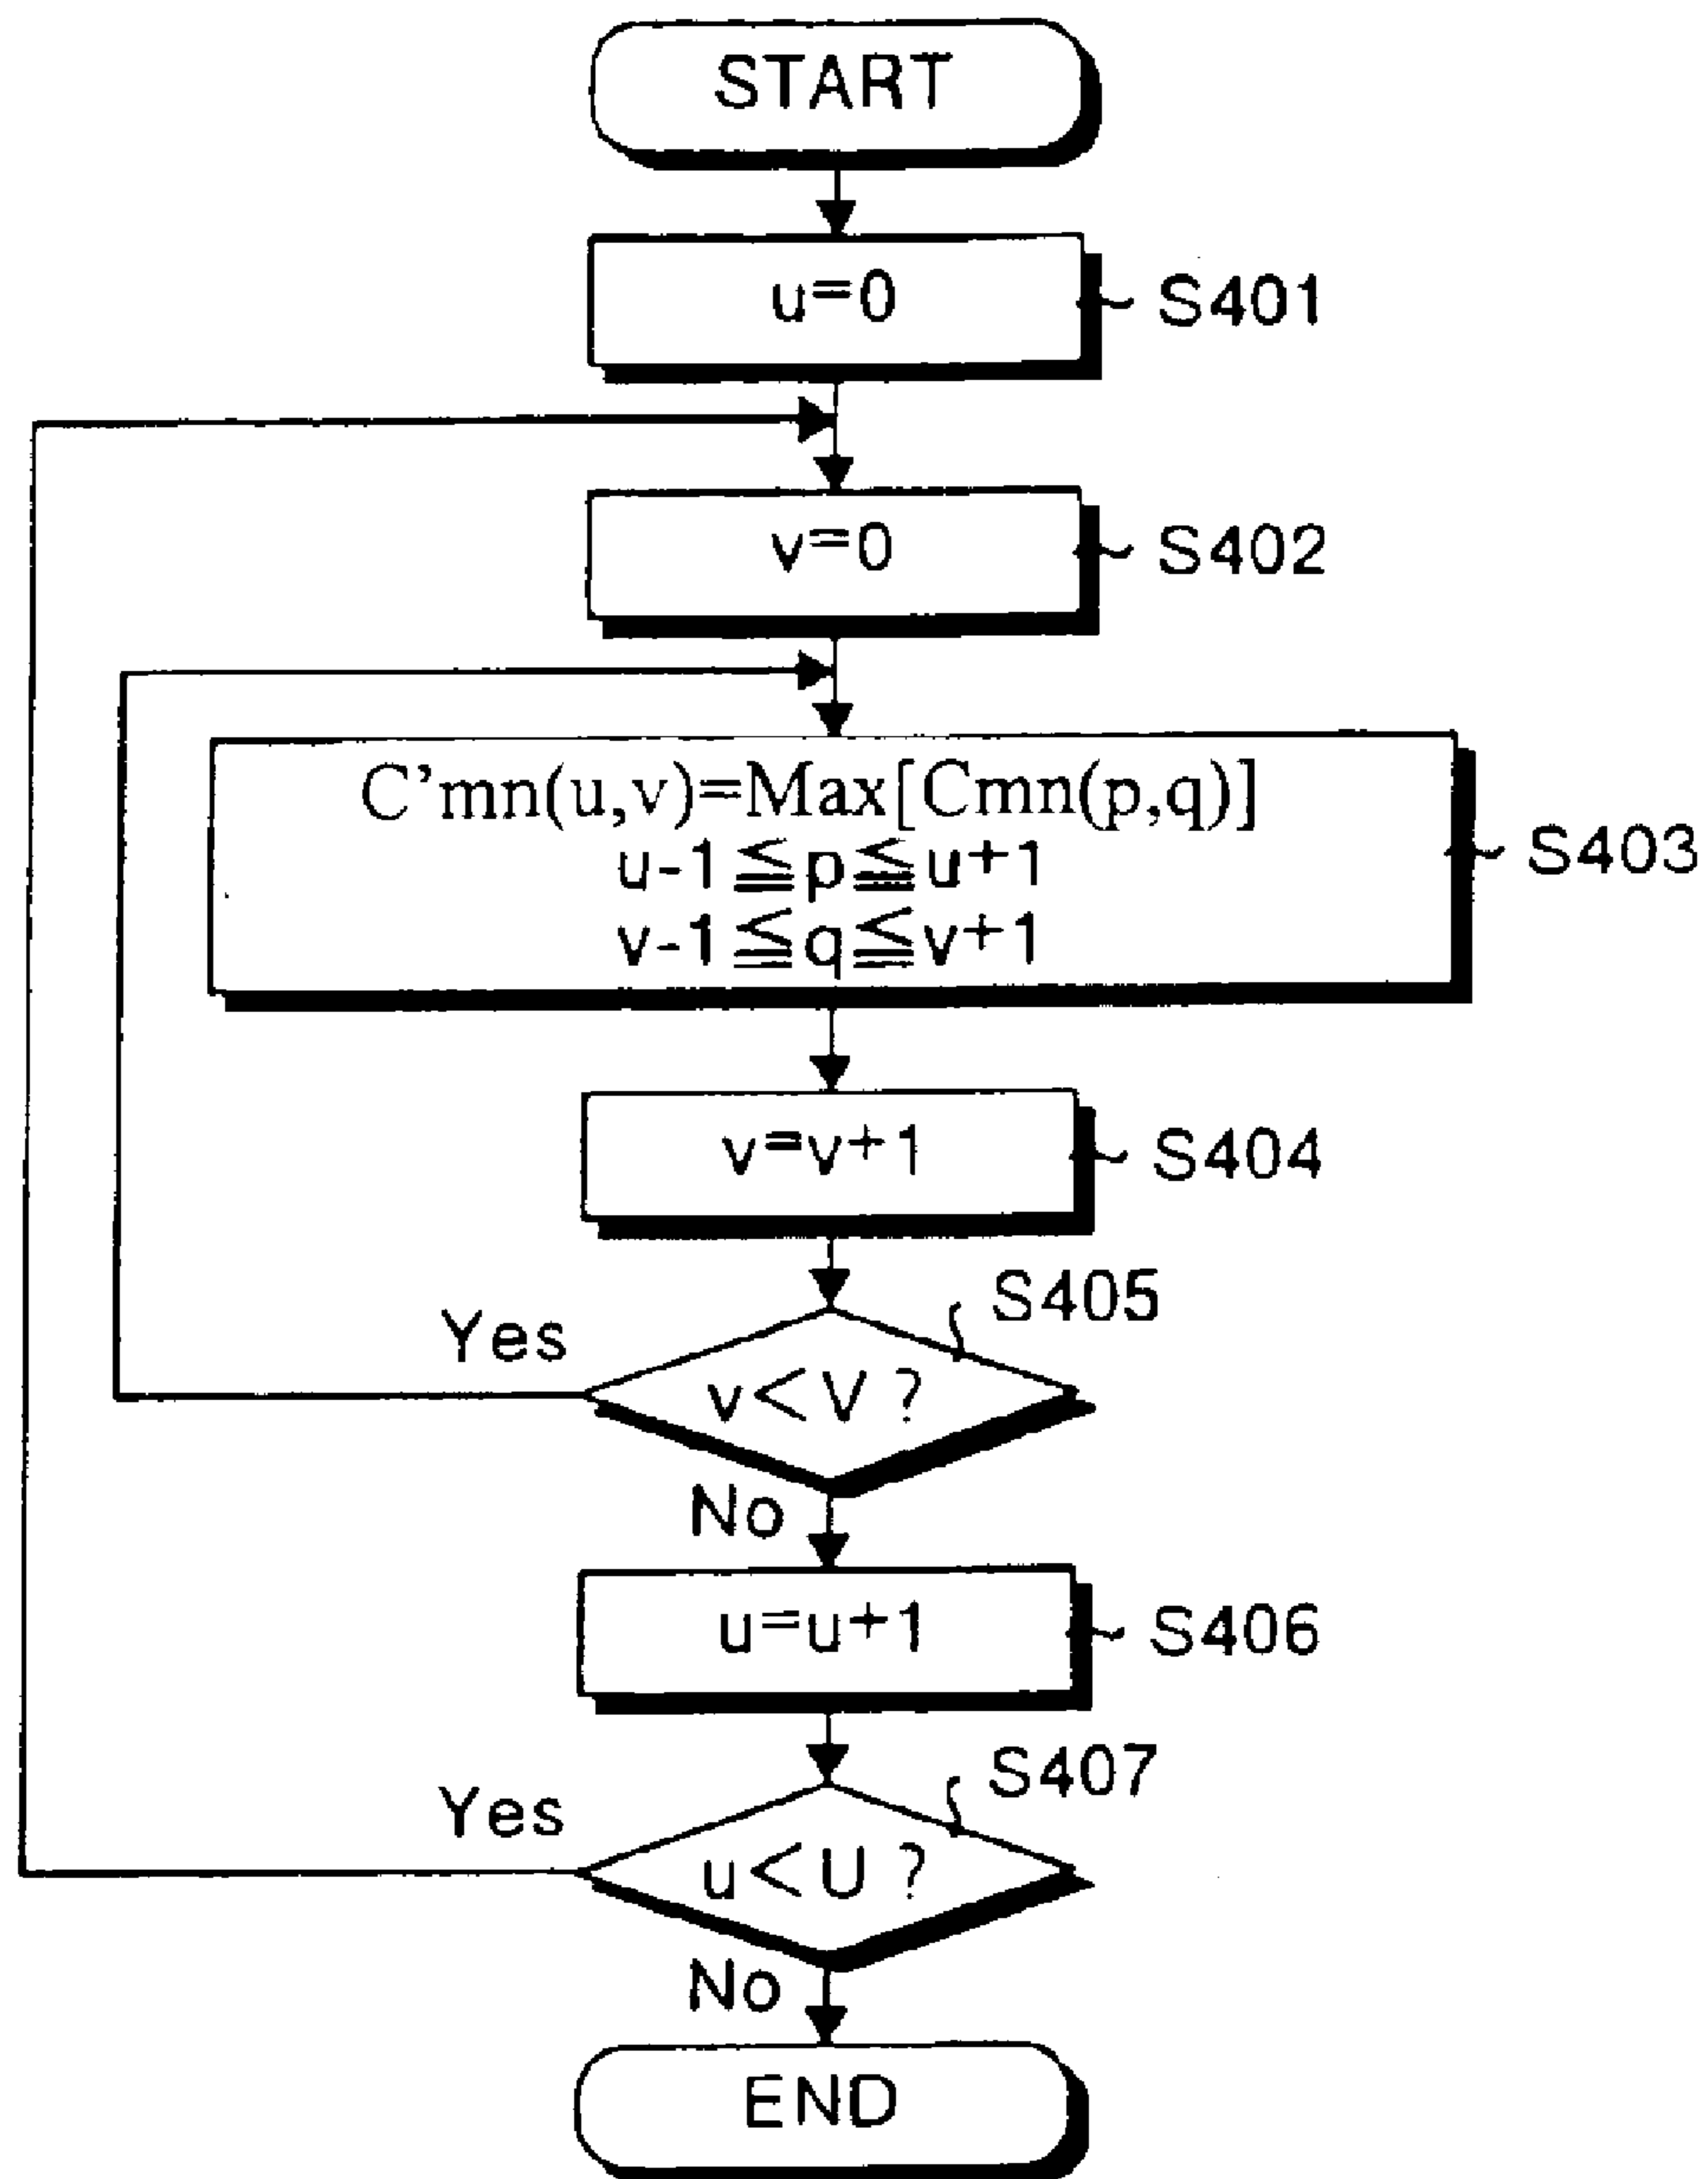 START
u=0
S401
v=0
S402
C’mn(u,v)=Max[Cmn(p,q)]
u-1≦p≦u+1
v-1≦q≦v+1
S403
v=v+1
S404
S405
Yes
v<V?
No
u=u+1
S406
S407
Yes
u<U?
No
END